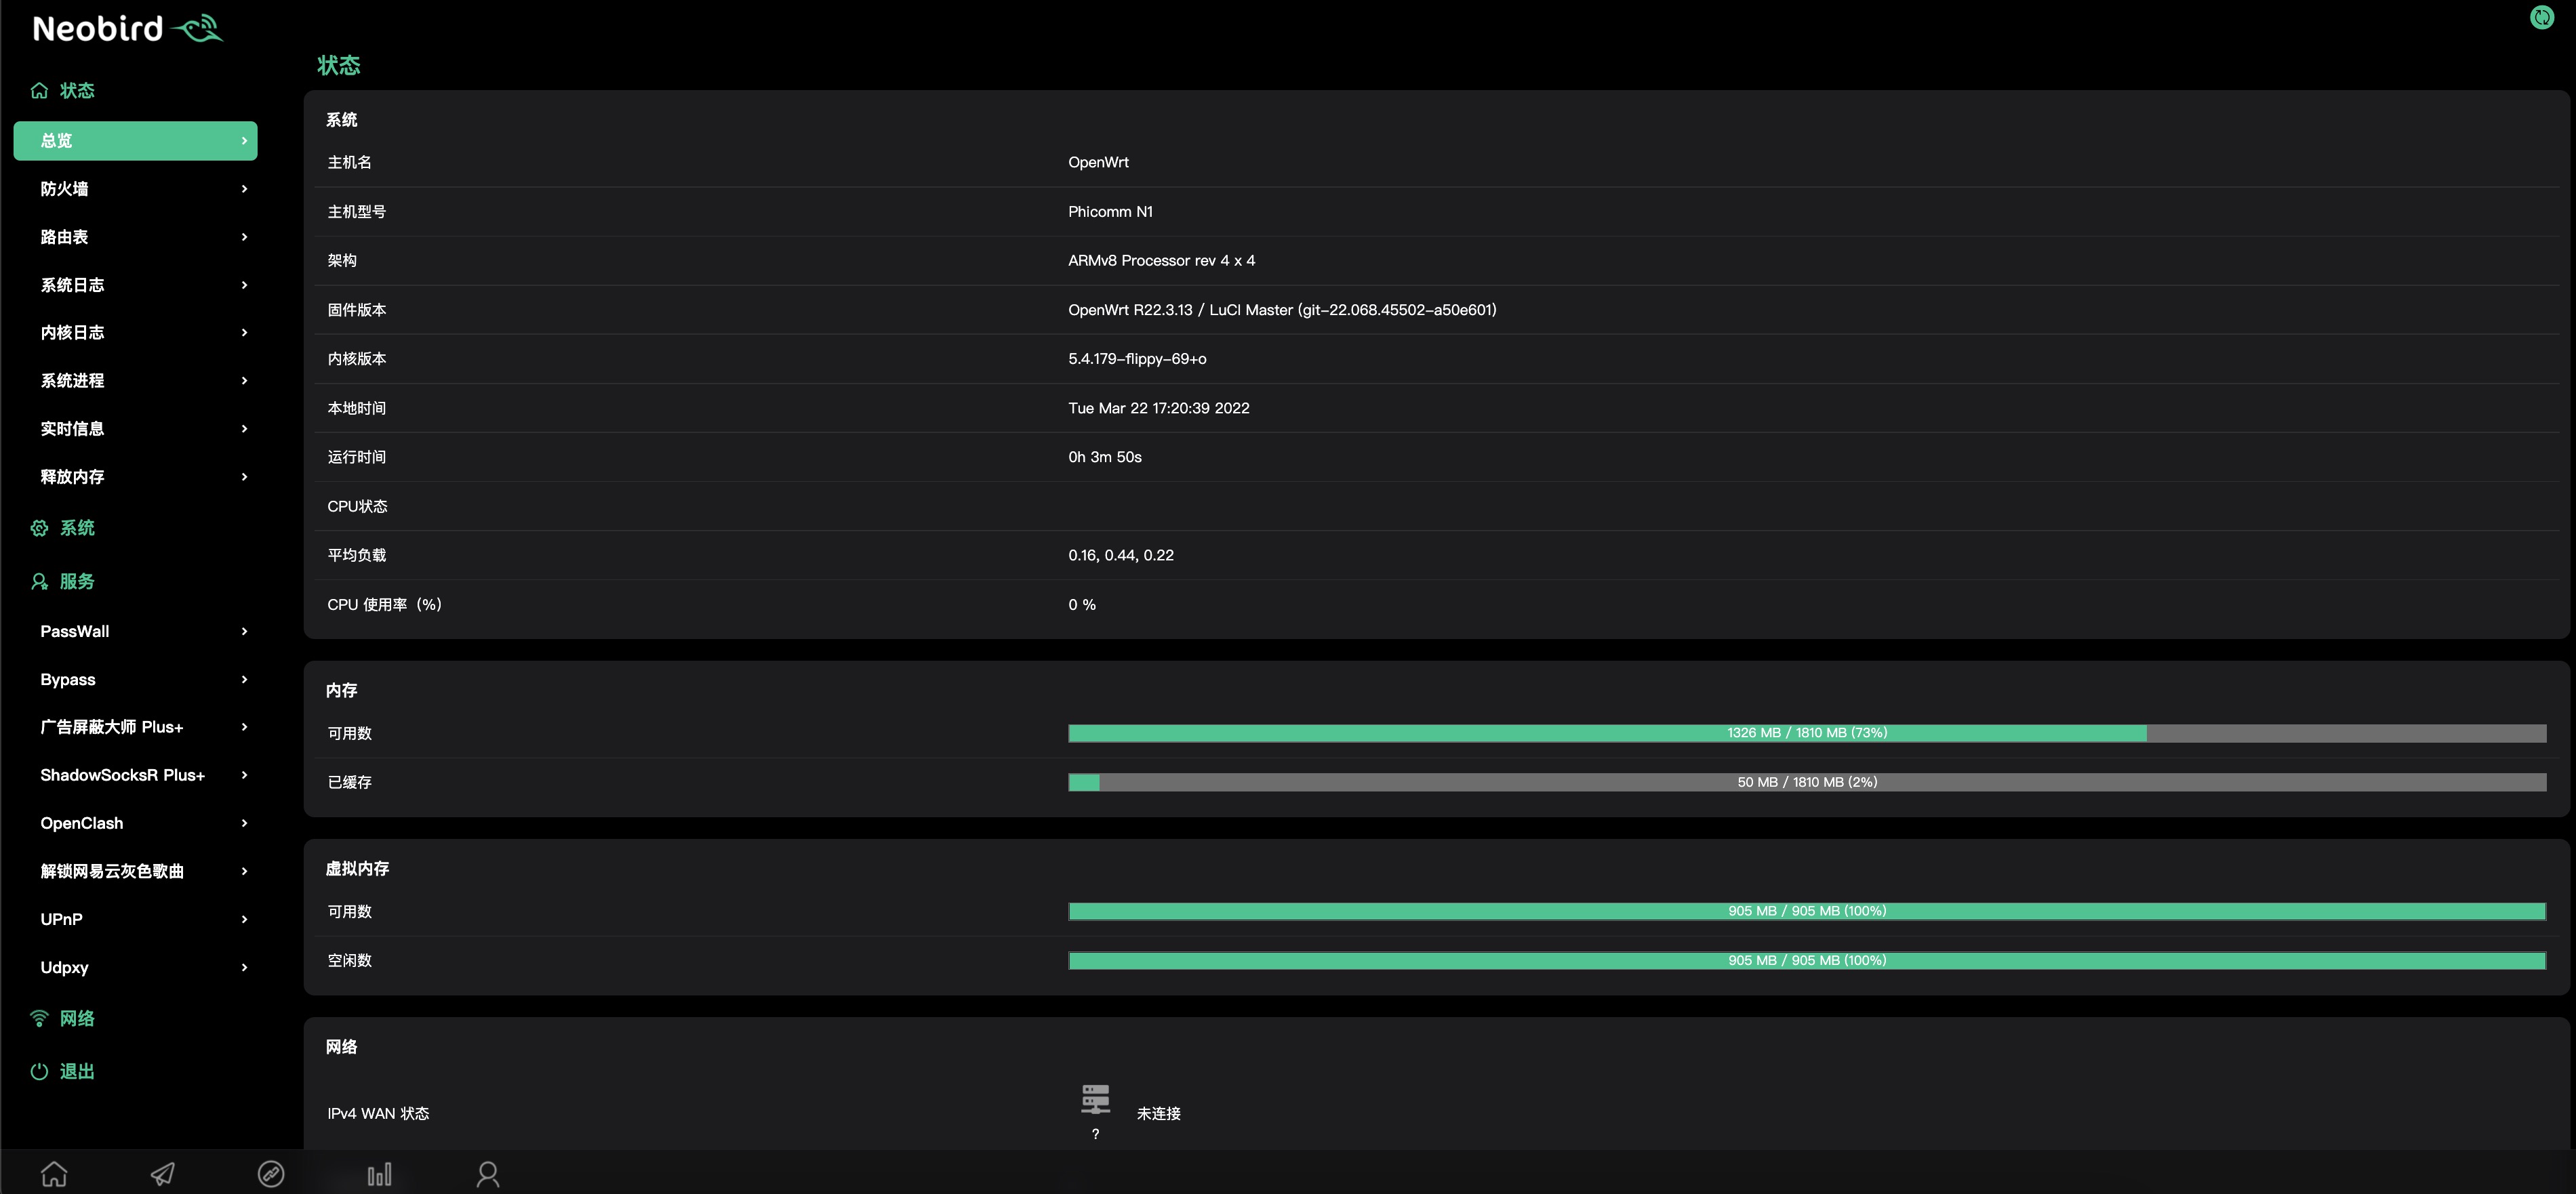 Neobird
状态
总览
防火墙
路由表
系统日志
内核日志
系统进程
实时信息
释放内存
系统
服务
PassWall
Bypass
广告屏蔽大师 Plus+
ShadowSocksR Plus+
OpenClash
解锁网易云灰色歌曲
UPnP
Udpxy
网络
退出
状态
系统
主机名 OpenWrt
主机型号 Phicomm N1
架构 ARMv8 Processor rev 4 x 4
固件版本 OpenWrt R22.3.13 / LuCI Master (git-22.068.45502-a50e601)
内核版本 5.4.179-flippy-69+o
本地时间 Tue Mar 22 17:20:39 2022
运行时间 0h 3m 50s
CPU状态
平均负载 0.16, 0.44, 0.22
CPU 使用率（%） 0 %
内存
可用数 1326 MB / 1810 MB (73%)
已缓存 50 MB / 1810 MB (2%)
虚拟内存
可用数 905 MB / 905 MB (100%)
空闲数 905 MB / 905 MB (100%)
网络
IPv4 WAN 状态 未连接
?